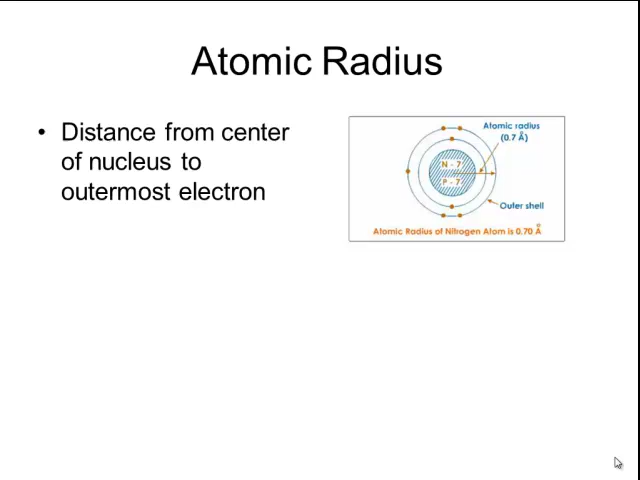 Atomic Radius
• Distance from center
of nucleus to
outermost electron
Atomic radius
(0.7 Å)
N - 7
P - 7
Outer shell
Atomic Radius of Nitrogen Atom is 0.70 Å